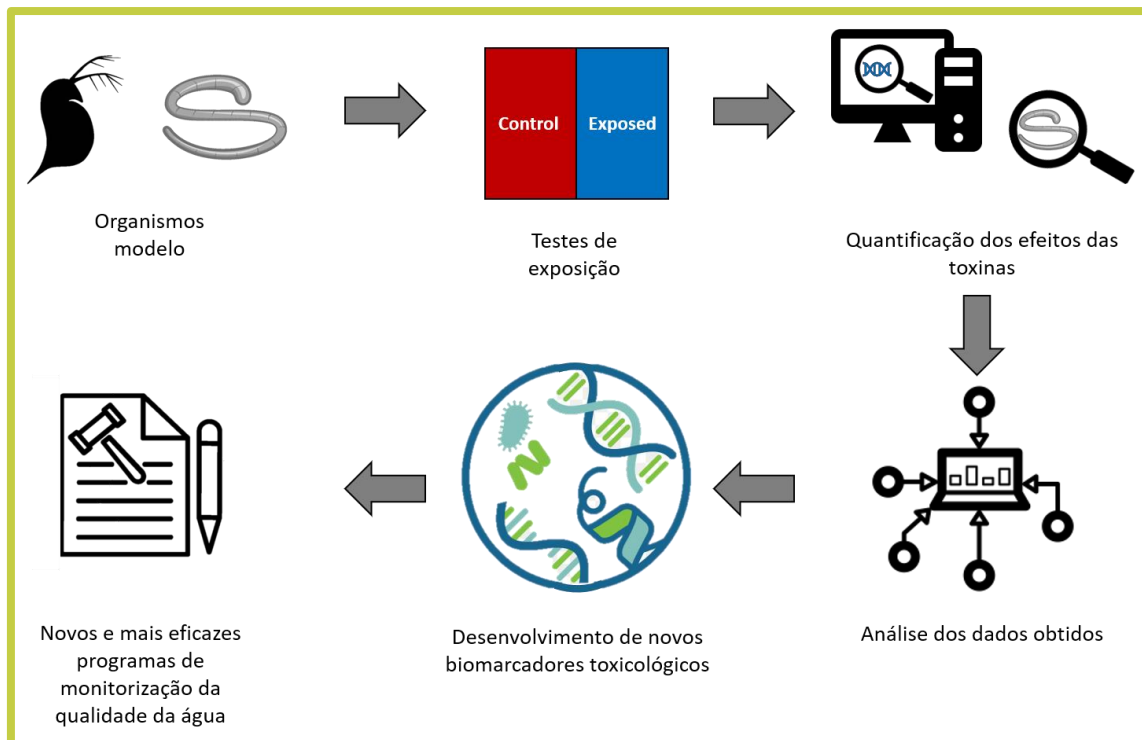 Organismos
modelo
Control
Exposed
Testes de
exposição
Quantificação dos efeitos das
toxinas
Análise dos dados obtidos
Desenvolvimento de novos
biomarcadores toxicológicos
Novos e mais eficazes
programas de
monitorização da
qualidade da água